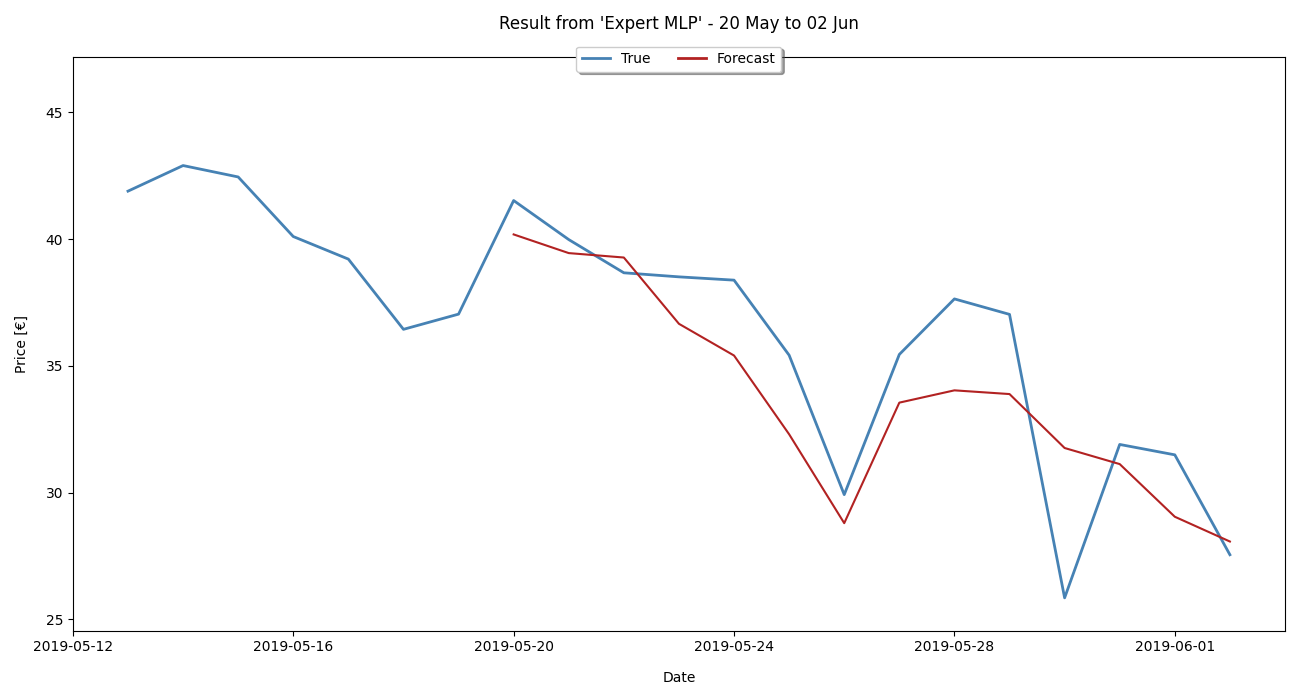 Result from 'Expert MLP' - 20 May to 02 Jun
True Forecast
45
40
35
30
25
Price [€]
2019-05-12 2019-05-16 2019-05-20 2019-05-24 2019-05-28 2019-06-01
Date